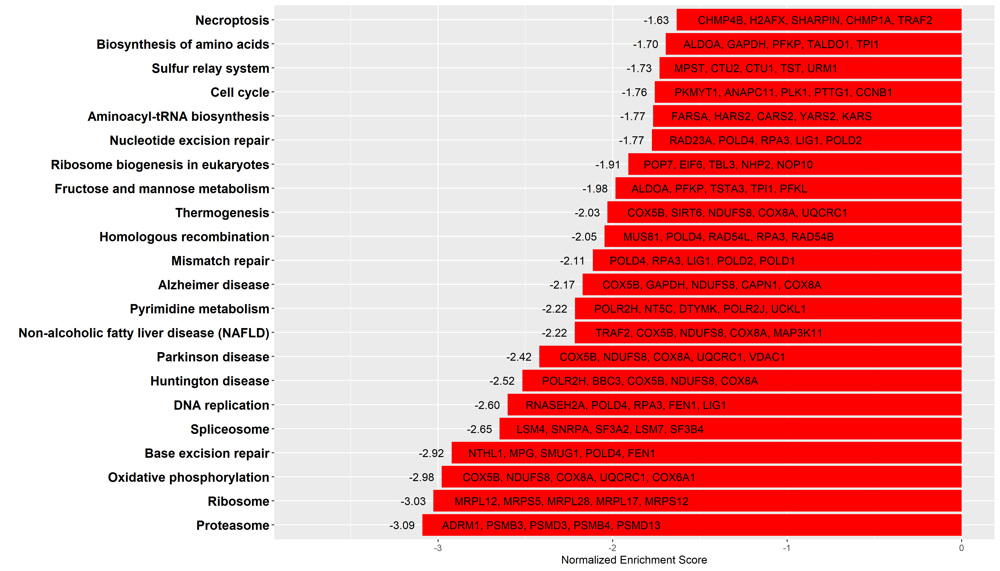 Necroptosis -1.63 CHMP4B, H2AFX, SHARPIN, CHMP1A, TRAF2
Biosynthesis of amino acids -1.70 ALDOA, GAPDH, PFKP, TALDO1, TPI1
Sulfur relay system -1.73 MPST, CTU2, CTU1, TST, URM1
Cell cycle -1.76 PKMYT1, ANAPC11, PLK1, PTTG1, CCNB1
Aminoacyl-tRNA biosynthesis -1.77 FARSA, HARS2, CARS2, YARS2, KARS
Nucleotide excision repair -1.77 RAD23A, POLD4, RPA3, LIG1, POLD2
Ribosome biogenesis in eukaryotes -1.91 POP7, EIF6, TBL3, NHP2, NOP10
Fructose and mannose metabolism -1.98 ALDOA, PFKP, TSTA3, TPI1, PFKL
Thermogenesis -2.03 COX5B, SIRT6, NDUFS8, COX8A, UQCRC1
Homologous recombination -2.05 MUS81, POLD4, RAD54L, RPA3, RAD54B
Mismatch repair -2.11 POLD4, RPA3, LIG1, POLD2, POLD1
Alzheimer disease -2.17 COX5B, GAPDH, NDUFS8, CAPN1, COX8A
Pyrimidine metabolism -2.22 POLR2H, NT5C, DTYMK, POLR2J, UCKL1
Non-alcoholic fatty liver disease (NAFLD) -2.22 TRAF2, COX5B, NDUFS8, COX8A, MAP3K11
Parkinson disease -2.42 COX5B, NDUFS8, COX8A, UQCRC1, VDAC1
Huntington disease -2.52 POLR2H, BBC3, COX5B, NDUFS8, COX8A
DNA replication -2.60 RNASEH2A, POLD4, RPA3, FEN1, LIG1
Spliceosome -2.65 LSM4, SNRPA, SF3A2, LSM7, SF3B4
Base excision repair -2.92 NTHL1, MPG, SMUG1, POLD4, FEN1
Oxidative phosphorylation -2.98 COX5B, NDUFS8, COX8A, UQCRC1, COX6A1
Ribosome -3.03 MRPL12, MRPS5, MRPL28, MRPL17, MRPS12
Proteasome -3.09 ADRM1, PSMB3, PSMD3, PSMB4, PSMD13
-3 -2 -1 0
Normalized Enrichment Score